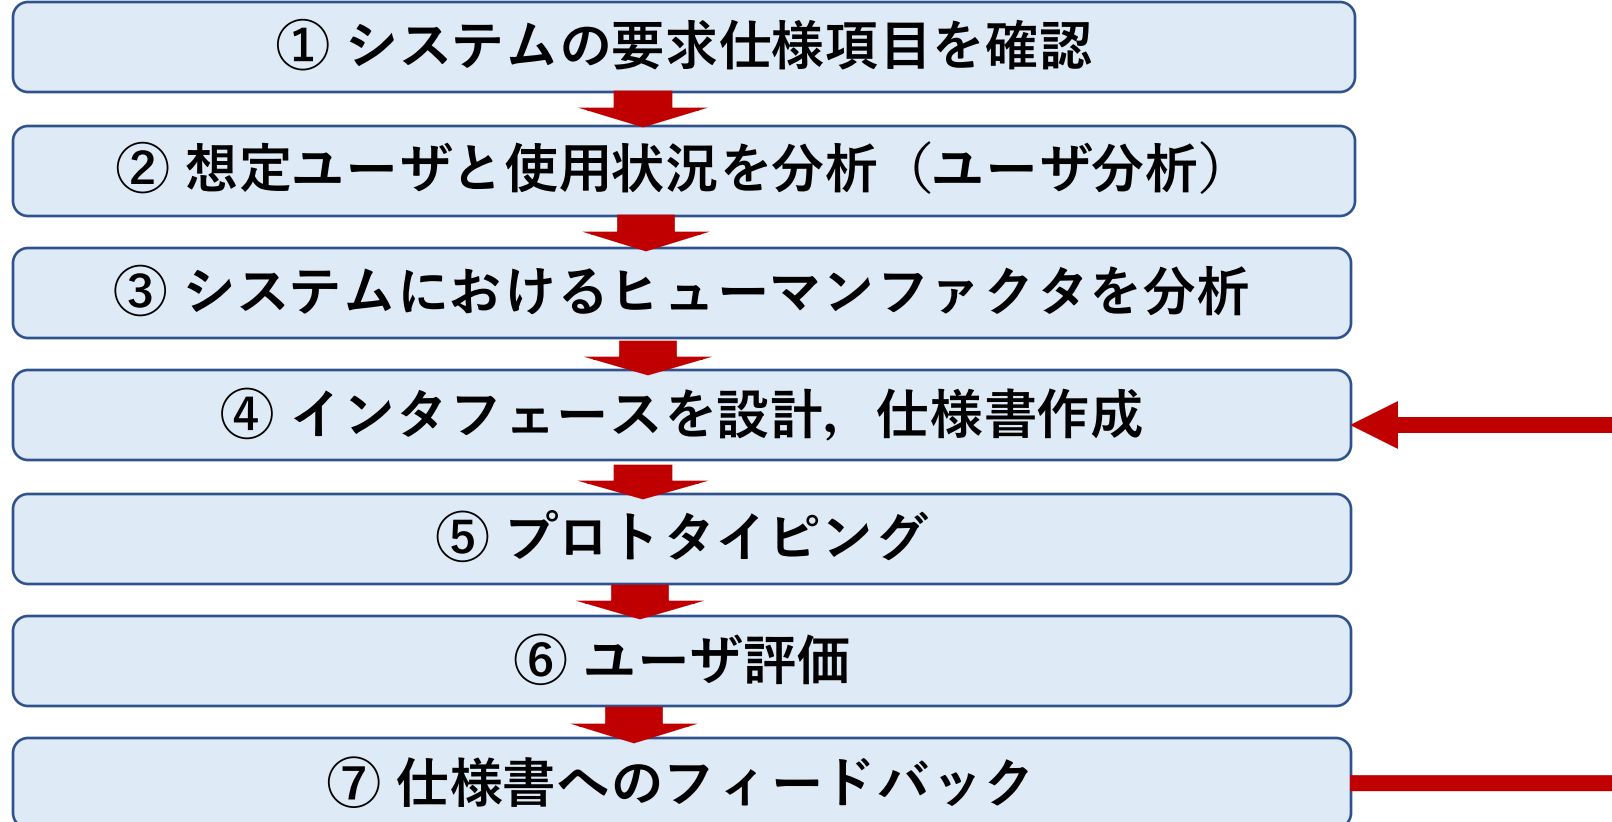 ① システムの要求仕様項目を確認
② 想定ユーザと使用状況を分析（ユーザ分析）
③ システムにおけるヒューマンファクタを分析
④ インタフェースを設計，仕様書作成
⑤ プロトタイピング
⑥ ユーザ評価
⑦ 仕様書へのフィードバック